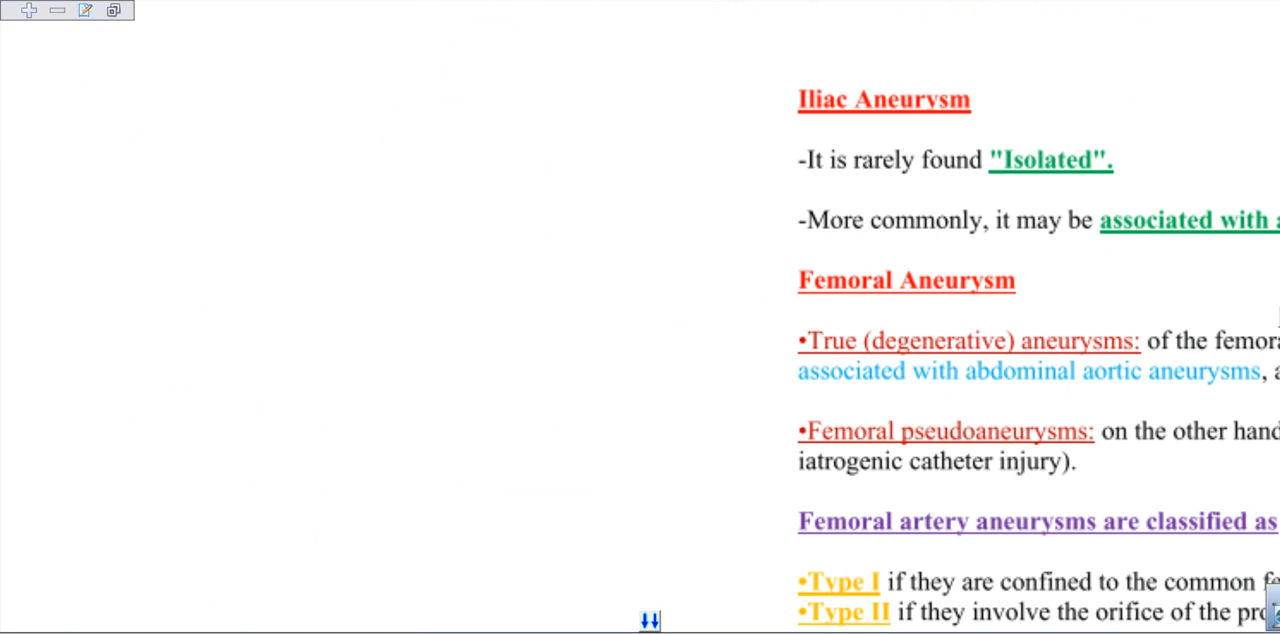 Iliac Aneurysm
-It is rarely found "Isolated".
-More commonly, it may be associated with
Femoral Aneurysm
•True (degenerative) aneurysms: of the femor
associated with abdominal aortic aneurysms,
•Femoral pseudoaneurysms: on the other hand
iatrogenic catheter injury).
Femoral artery aneurysms are classified as
•Type I if they are confined to the common
•Type II if they involve the orifice of the